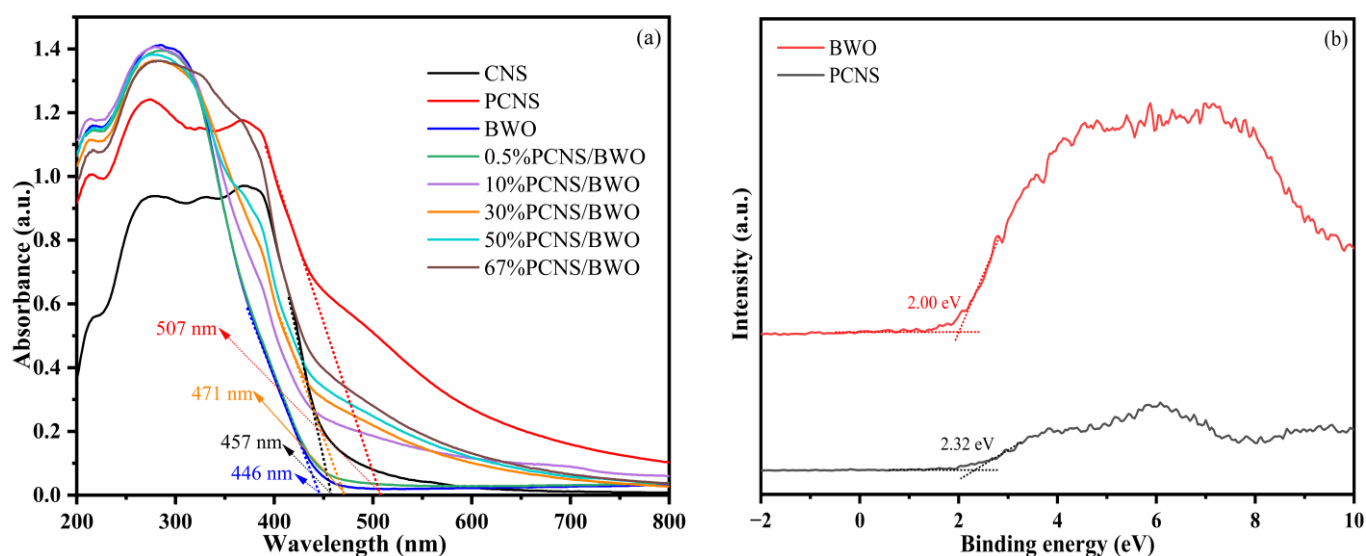 (a)
1.4
1.2
1.0
0.8
0.6
0.4
0.2
0.0
Absorbance (a.u.)
CNS
PCNS
BWO
0.5%PCNS/BWO
10%PCNS/BWO
30%PCNS/BWO
50%PCNS/BWO
67%PCNS/BWO
507 nm
471 nm
457 nm
446 nm
200 300 400 500 600 700 800
Wavelength (nm)
(b)
BWO
PCNS
Intensity (a.u.)
2.00 eV
2.32 eV
−2 0 2 4 6 8 10
Binding energy (eV)